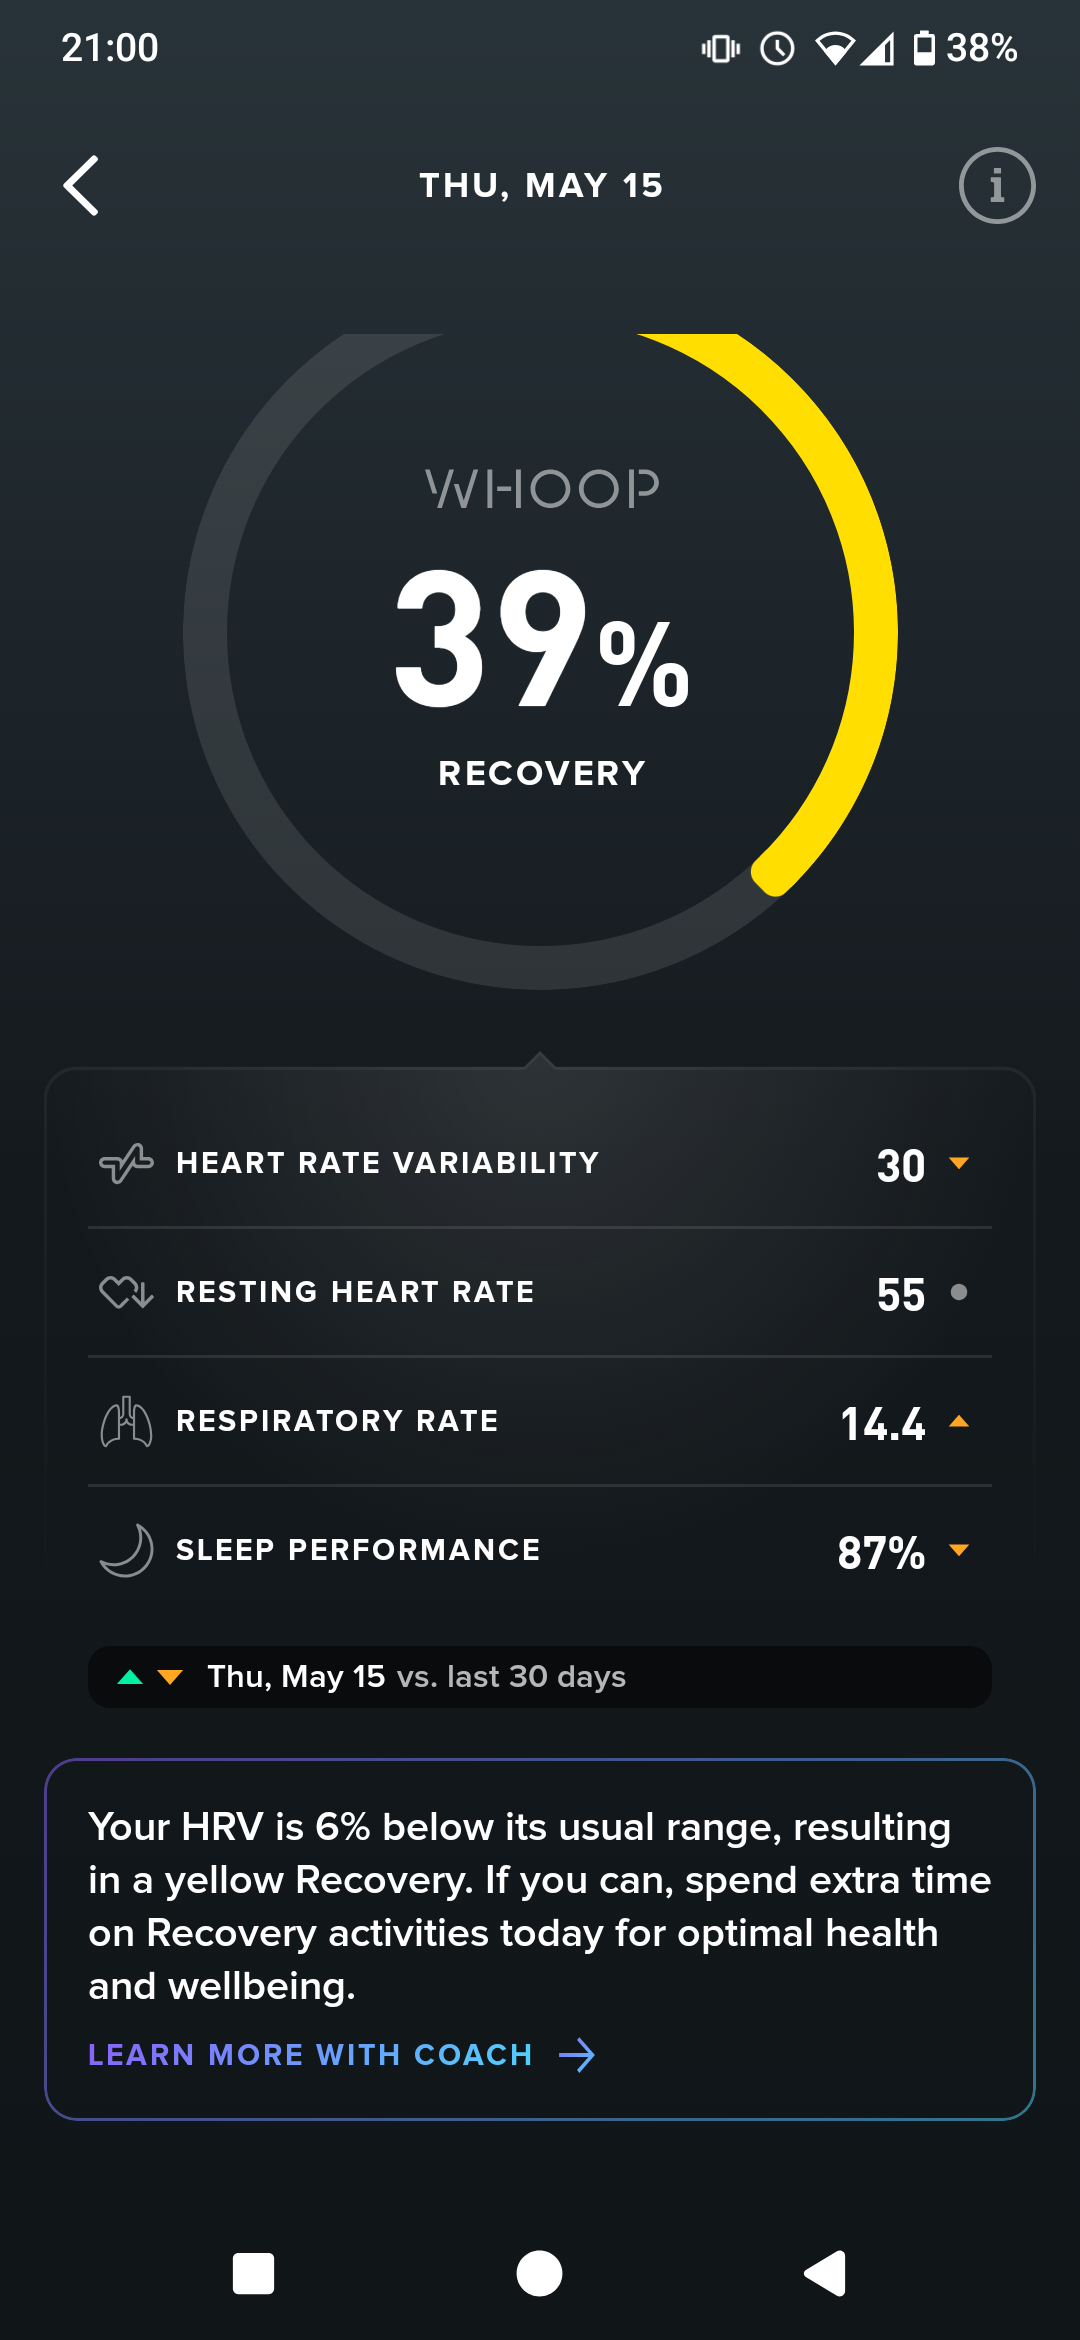 21:00 38%
THU, MAY 15
WHOOP
39%
RECOVERY
HEART RATE VARIABILITY 30
RESTING HEART RATE 55
RESPIRATORY RATE 14.4
SLEEP PERFORMANCE 87%
Thu, May 15 vs. last 30 days
Your HRV is 6% below its usual range, resulting
in a yellow Recovery. If you can, spend extra time
on Recovery activities today for optimal health
and wellbeing.
LEARN MORE WITH COACH